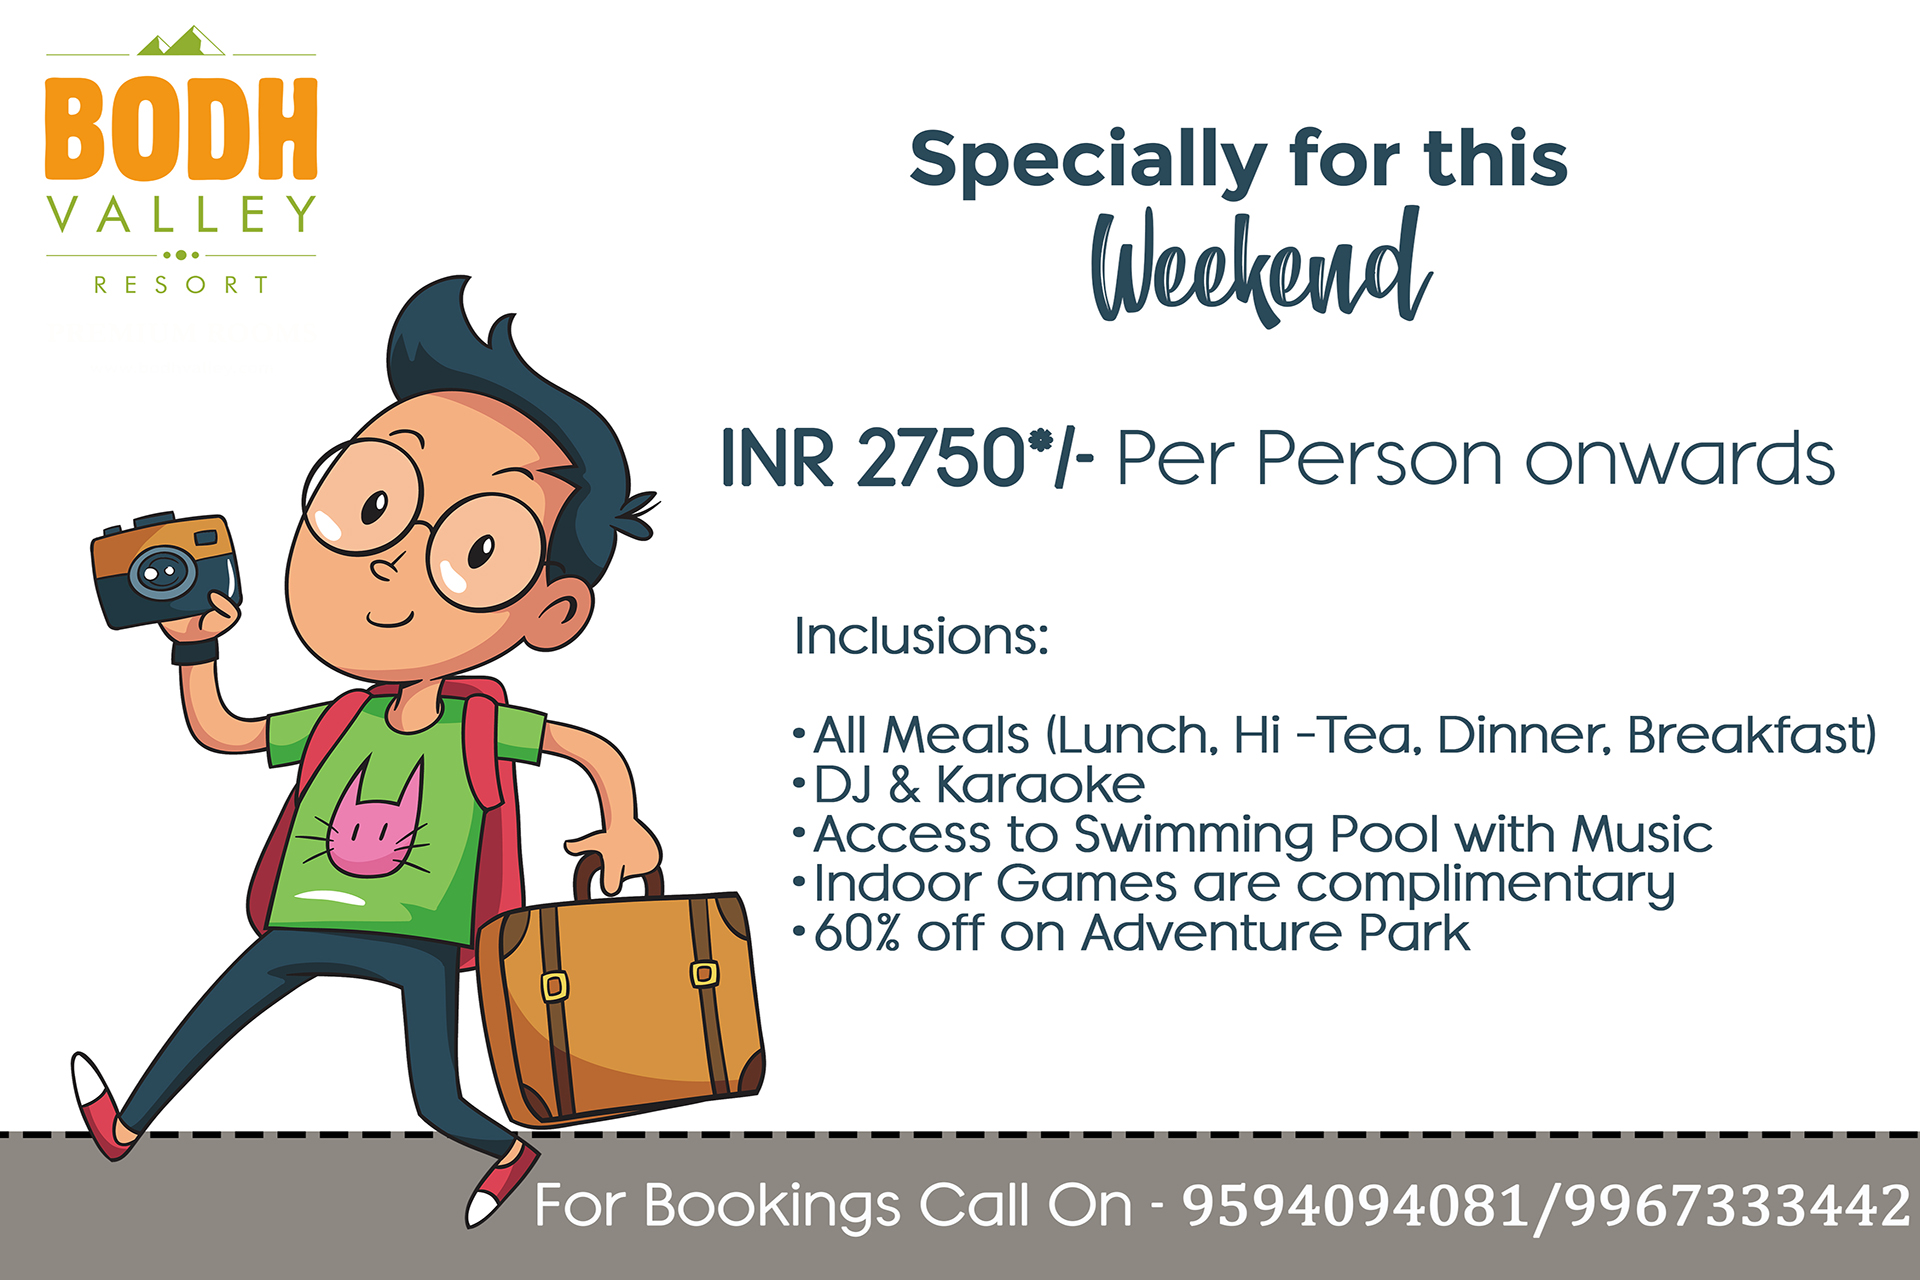 BODH
VALLEY
RESORT
Specially for this
Weekend
INR 2750*/- Per Person onwards
Inclusions:
•All Meals (Lunch, Hi -Tea, Dinner, Breakfast)
•DJ & Karaoke
•Access to Swimming Pool with Music
•Indoor Games are complimentary
•60% off on Adventure Park
For Bookings Call On - 9594094081/9967333442